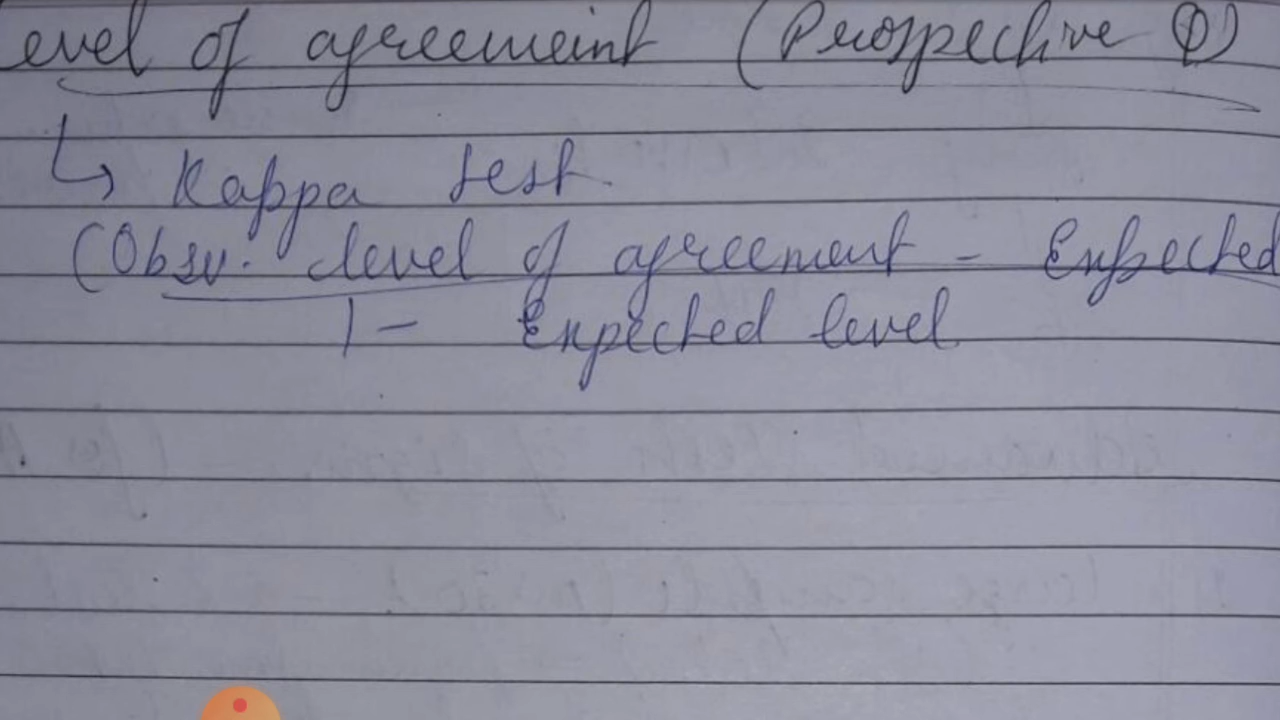 evel of agreement (Prospective Q)
↳ Kappa test
(Obsv. level of agreement - Expected
1 - Expected level